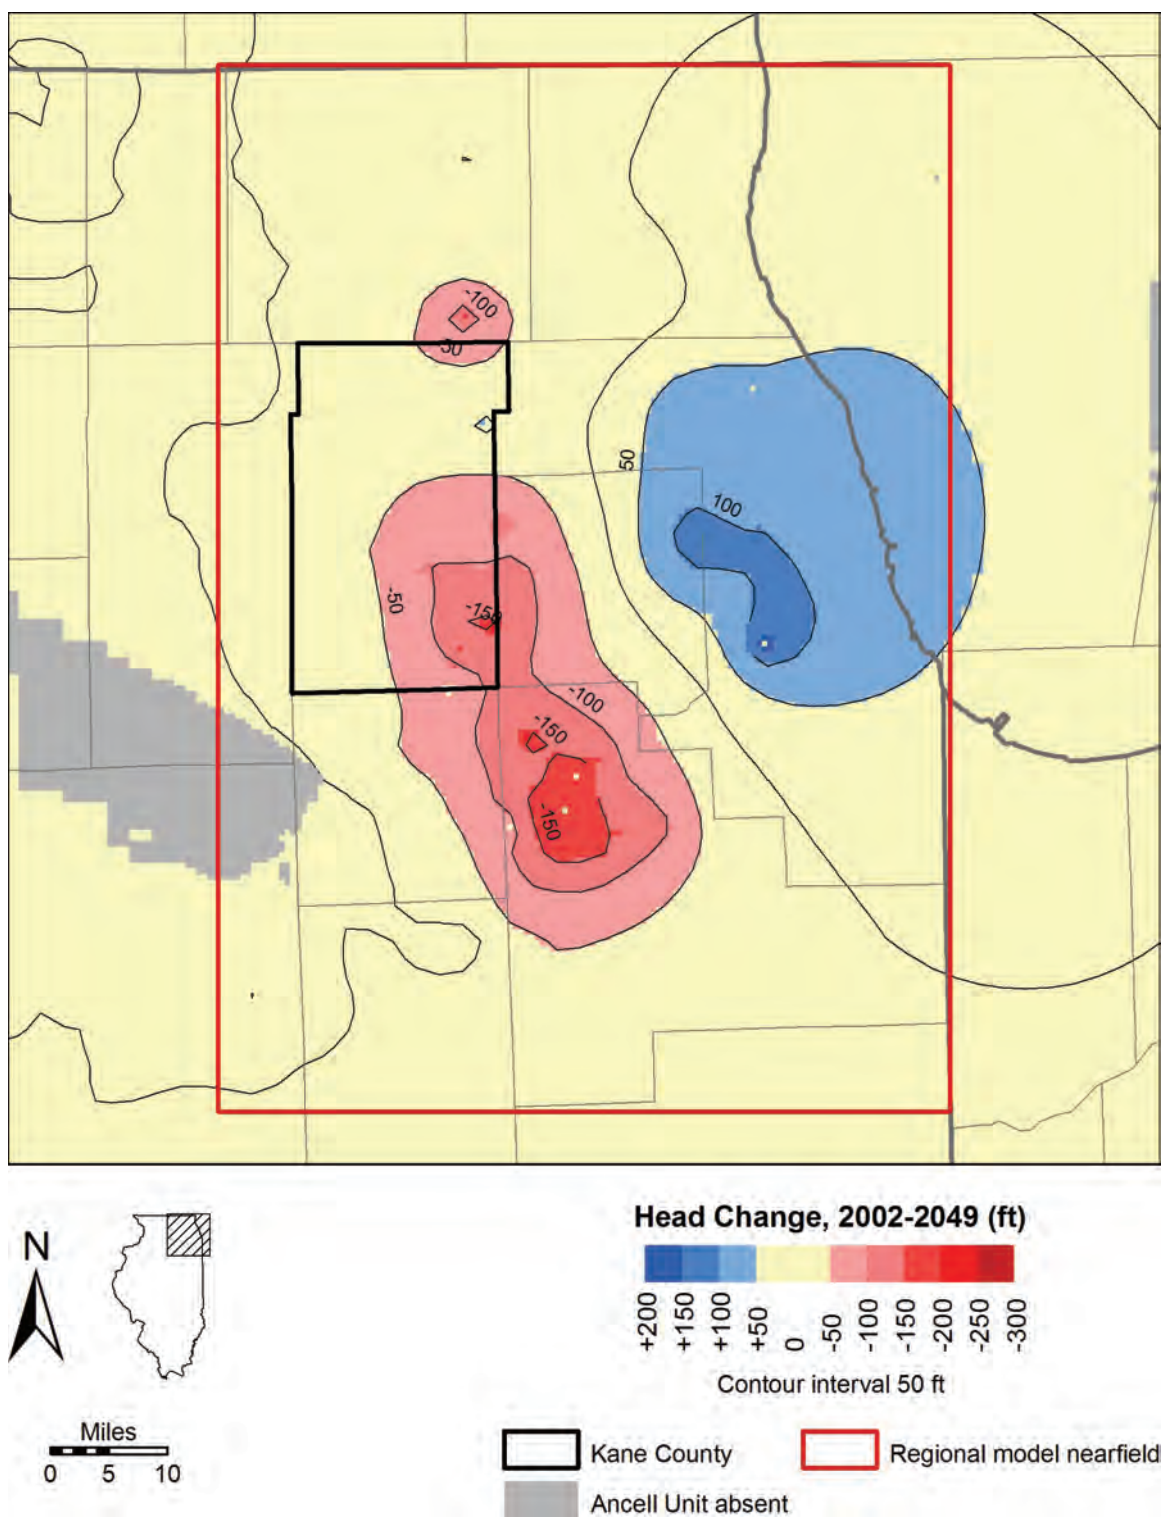 -100
-50
50
100
-50
-150
-100
-150
-150
Head Change, 2002-2049 (ft)
+200
+150
+100
+50
0
-50
-100
-150
-200
-250
-300
Contour interval 50 ft
N
Miles
0 5 10
Kane County
Regional model nearfield
Ancell Unit absent